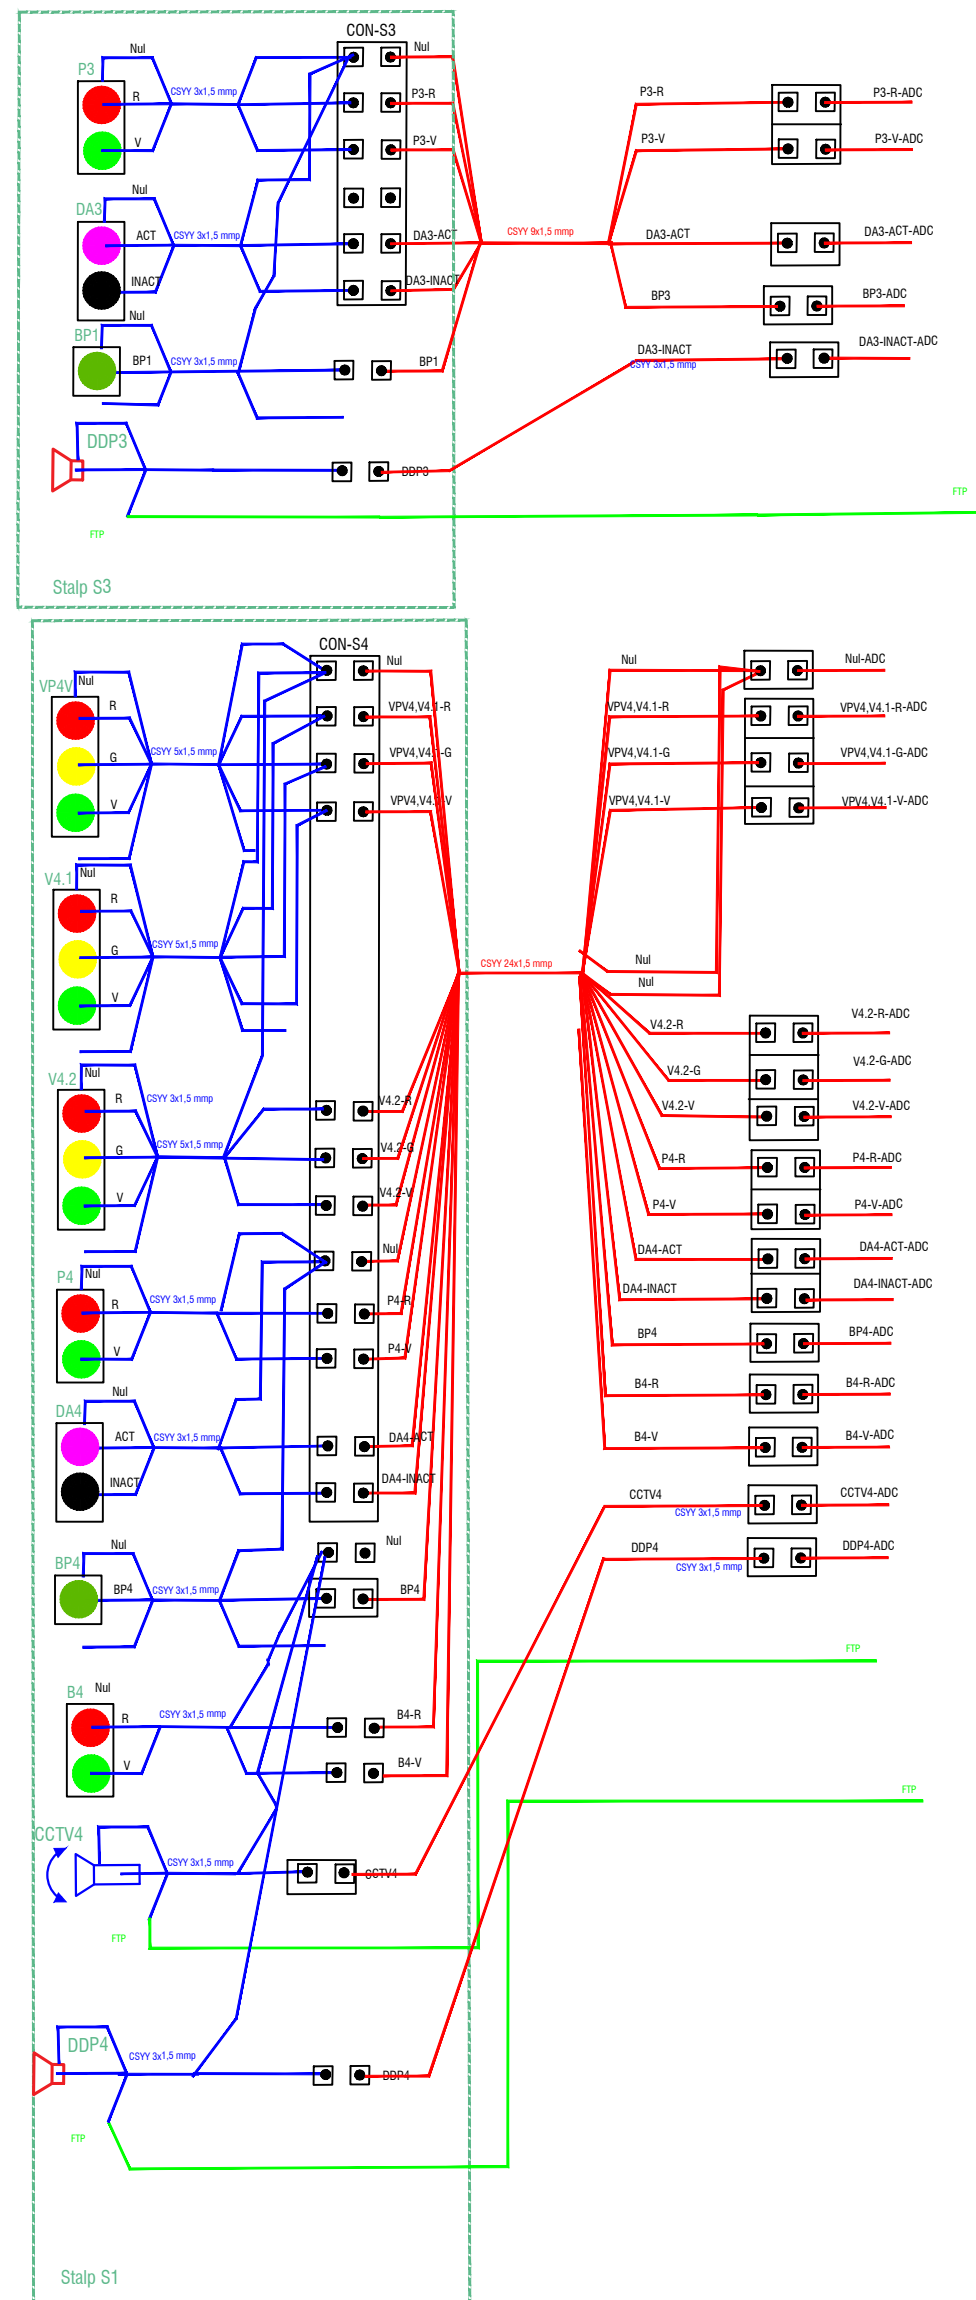 CON-S3
Nul
Nul
P3
CSYY 3x1,5 mmp
R
P3-R
P3-R
P3-R-ADC
V
P3-V
P3-V
P3-V-ADC
Nul
DA3
ACT
CSYY 3x1,5 mmp
DA3-ACT
CSYY 9x1,5 mmp
DA3-ACT
DA3-ACT-ADC
INACT
DA3-INACT
BP3
BP3-ADC
Nul
BP1
BP1
CSYY 3x1,5 mmp
BP1
DA3-INACT
CSYY 3x1,5 mmp
DA3-INACT-ADC
DDP3
DDP3
FTP
FTP
Stalp S3
CON-S4
Nul
Nul
Nul-ADC
VP4V
Nul
R
VPV4,V4.1-R
VPV4,V4.1-R
VPV4,V4.1-R-ADC
G
CSYY 5x1,5 mmp
VPV4,V4.1-G
VPV4,V4.1-G
VPV4,V4.1-G-ADC
V
VPV4,V4.1-V
VPV4,V4.1-V
VPV4,V4.1-V-ADC
V4.1
Nul
R
G
CSYY 5x1,5 mmp
CSYY 24x1,5 mmp
Nul
Nul
V
V4.2-R
V4.2-R-ADC
V4.2
Nul
V4.2-G
V4.2-G-ADC
R
CSYY 3x1,5 mmp
V4.2-R
V4.2-V
V4.2-V-ADC
G
CSYY 5x1,5 mmp
V4.2-G
P4-R
P4-R-ADC
V
V4.2-V
P4-V
P4-V-ADC
Nul
DA4-ACT
DA4-ACT-ADC
P4
Nul
CSYY 3x1,5 mmp
DA4-INACT
DA4-INACT-ADC
R
P4-R
BP4
BP4-ADC
V
P4-V
B4-R
B4-R-ADC
Nul
DA4
ACT
CSYY 3x1,5 mmp
DA4-ACT
B4-V
B4-V-ADC
INACT
DA4-INACT
CCTV4
CSYY 3x1,5 mmp
CCTV4-ADC
Nul
Nul
DDP4
CSYY 3x1,5 mmp
DDP4-ADC
BP4
BP4
CSYY 3x1,5 mmp
BP4
FTP
B4
Nul
R
CSYY 3x1,5 mmp
B4-R
V
B4-V
FTP
CCTV4
CSYY 3x1,5 mmp
CCTV4
FTP
DDP4
CSYY 3x1,5 mmp
DDP4
FTP
Stalp S1